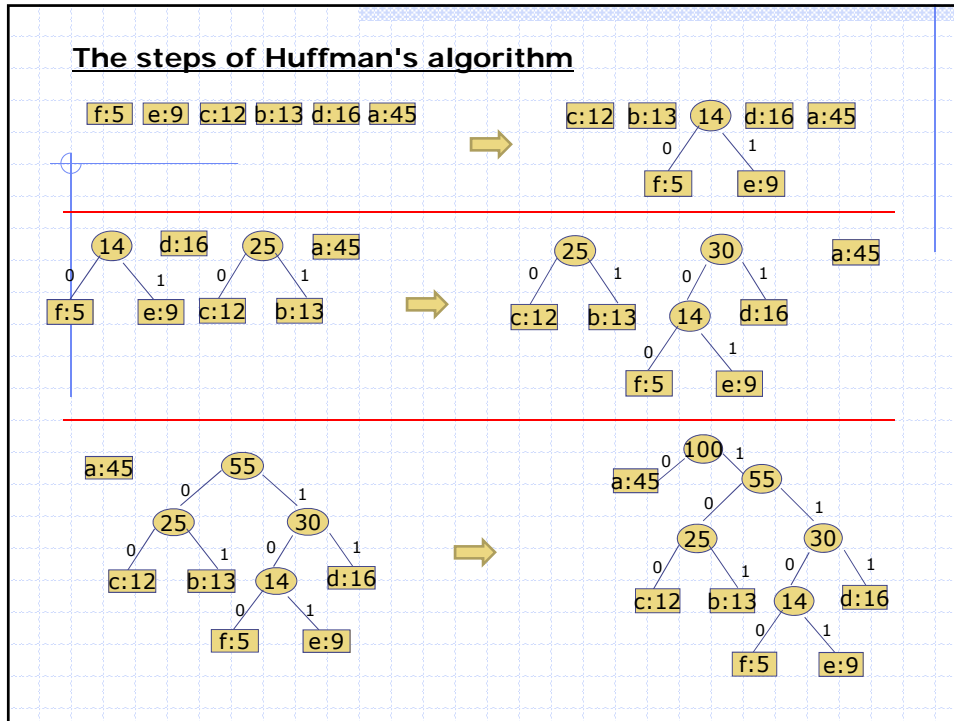 The steps of Huffman's algorithm
f:5 e:9 c:12 b:13 d:16 a:45
c:12 b:13 14 d:16 a:45
0 1
f:5 e:9
14 d:16 25 a:45
0 1 0 1
f:5 e:9 c:12 b:13
25 30 a:45
0 1 0 1
c:12 b:13 14 d:16
0 1
f:5 e:9
a:45 55
0 1
25 30
0 1 0 1
c:12 b:13 14 d:16
0 1
f:5 e:9
100
0 1
a:45 55
0 1
25 30
0 1 0 1
c:12 b:13 14 d:16
0 1
f:5 e:9